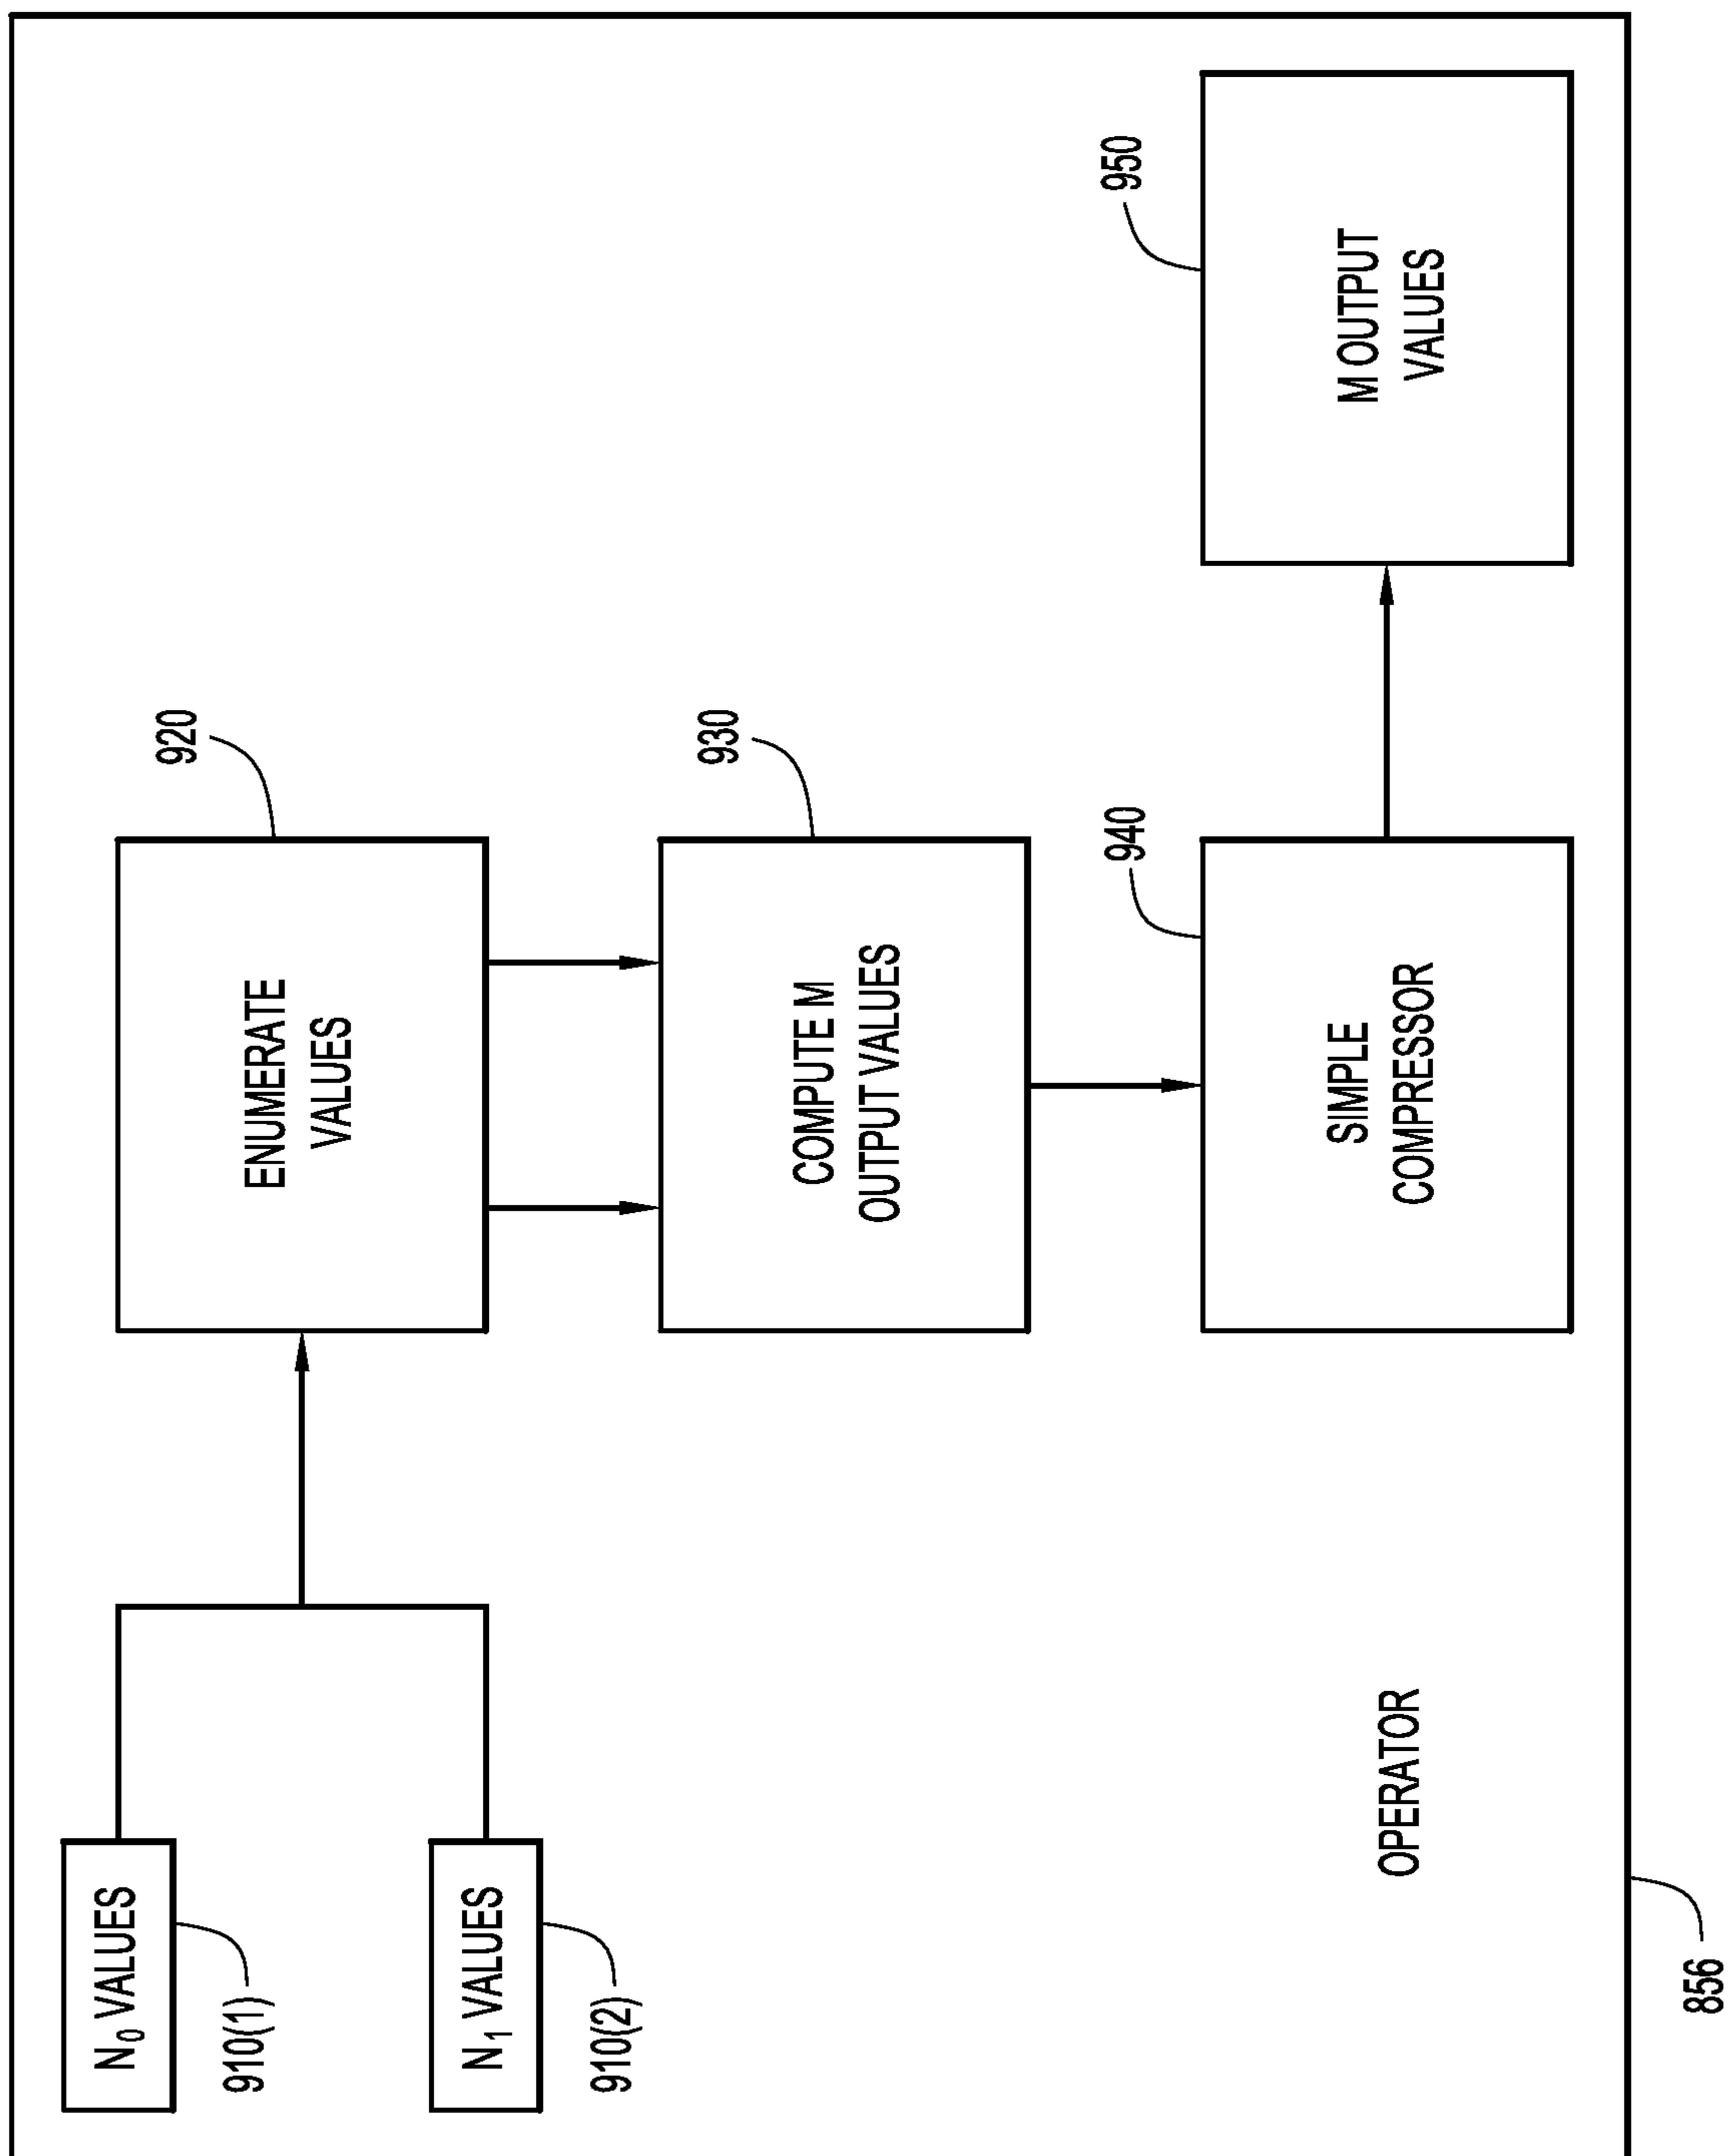 N0 VALUES
910(1)
N1 VALUES
910(2)
ENUMERATE
VALUES
920
COMPUTE M
OUTPUT VALUES
930
SIMPLE
COMPRESSOR
940
M OUTPUT
VALUES
950
OPERATOR
856